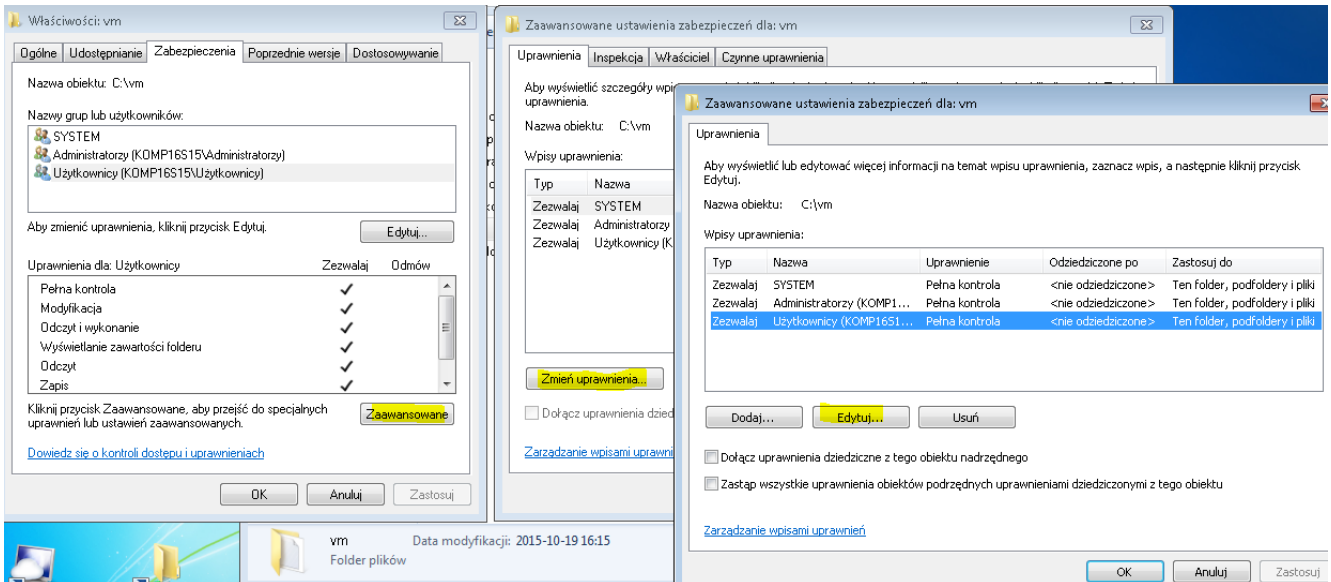 Właściwości: vm
Ogólne Udostępnianie Zabezpieczenia Poprzednie wersje Dostosowywanie
Nazwa obiektu: C:\vm
Nazwy grup lub użytkowników:
SYSTEM
Administratorzy (KOMP16S15\Administratorzy)
Użytkownicy (KOMP16S15\Użytkownicy)
Aby zmienić uprawnienia, kliknij przycisk Edytuj.
Edytuj...
Uprawnienia dla: Użytkownicy Zezwalaj Odmów
Pełna kontrola
Modyfikacja
Odczyt i wykonanie
Wyświetlanie zawartości folderu
Odczyt
Zapis
Kliknij przycisk Zaawansowane, aby przejść do specjalnych
uprawnień lub ustawień zaawansowanych.
Zaawansowane
Dowiedz się o kontroli dostępu i uprawnieniach
OK Anuluj Zastosuj
Zaawansowane ustawienia zabezpieczeń dla: vm
Uprawnienia Inspekcja Właściciel Czynne uprawnienia
Aby wyświetlić szczegóły
uprawnienia.
Nazwa obiektu: C:\vm
Wpisy uprawnienia:
Typ Nazwa
Zezwalaj SYSTEM
Zezwalaj Administratorzy
Zezwalaj Użytkownicy (K
Zmień uprawnienia...
Dołącz uprawnienia dzied
Zarządzanie wpisami uprawni
Zaawansowane ustawienia zabezpieczeń dla: vm
Uprawnienia
Aby wyświetlić lub edytować więcej informacji na temat wpisu uprawnienia, zaznacz wpis, a następnie kliknij przycisk
Edytuj.
Nazwa obiektu: C:\vm
Wpisy uprawnienia:
Typ Nazwa Uprawnienie Odziedziczone po Zastosuj do
Zezwalaj SYSTEM Pełna kontrola <nie odziedziczone> Ten folder, podfoldery i pliki
Zezwalaj Administratorzy (KOMP1... Pełna kontrola <nie odziedziczone> Ten folder, podfoldery i pliki
Zezwalaj Użytkownicy (KOMP16S1... Pełna kontrola <nie odziedziczone> Ten folder, podfoldery i pliki
Dodaj... Edytuj... Usuń
Dołącz uprawnienia dziedziczne z tego obiektu nadrzędnego
Zastąp wszystkie uprawnienia obiektów podrzędnych uprawnieniami dziedziczonymi z tego obiektu
Zarządzanie wpisami uprawnień
OK Anuluj Zastosuj
vm Data modyfikacji: 2015-10-19 16:15
Folder plików